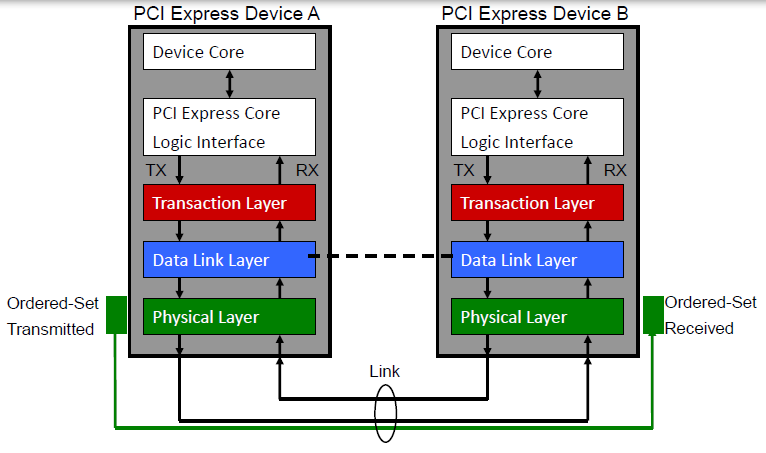 PCI Express Device A
PCI Express Device B
Device Core
Device Core
PCI Express Core
Logic Interface
PCI Express Core
Logic Interface
TX
RX
TX
RX
Transaction Layer
Transaction Layer
Data Link Layer
Data Link Layer
Ordered-Set
Transmitted
Physical Layer
Physical Layer
Ordered-Set
Received
Link